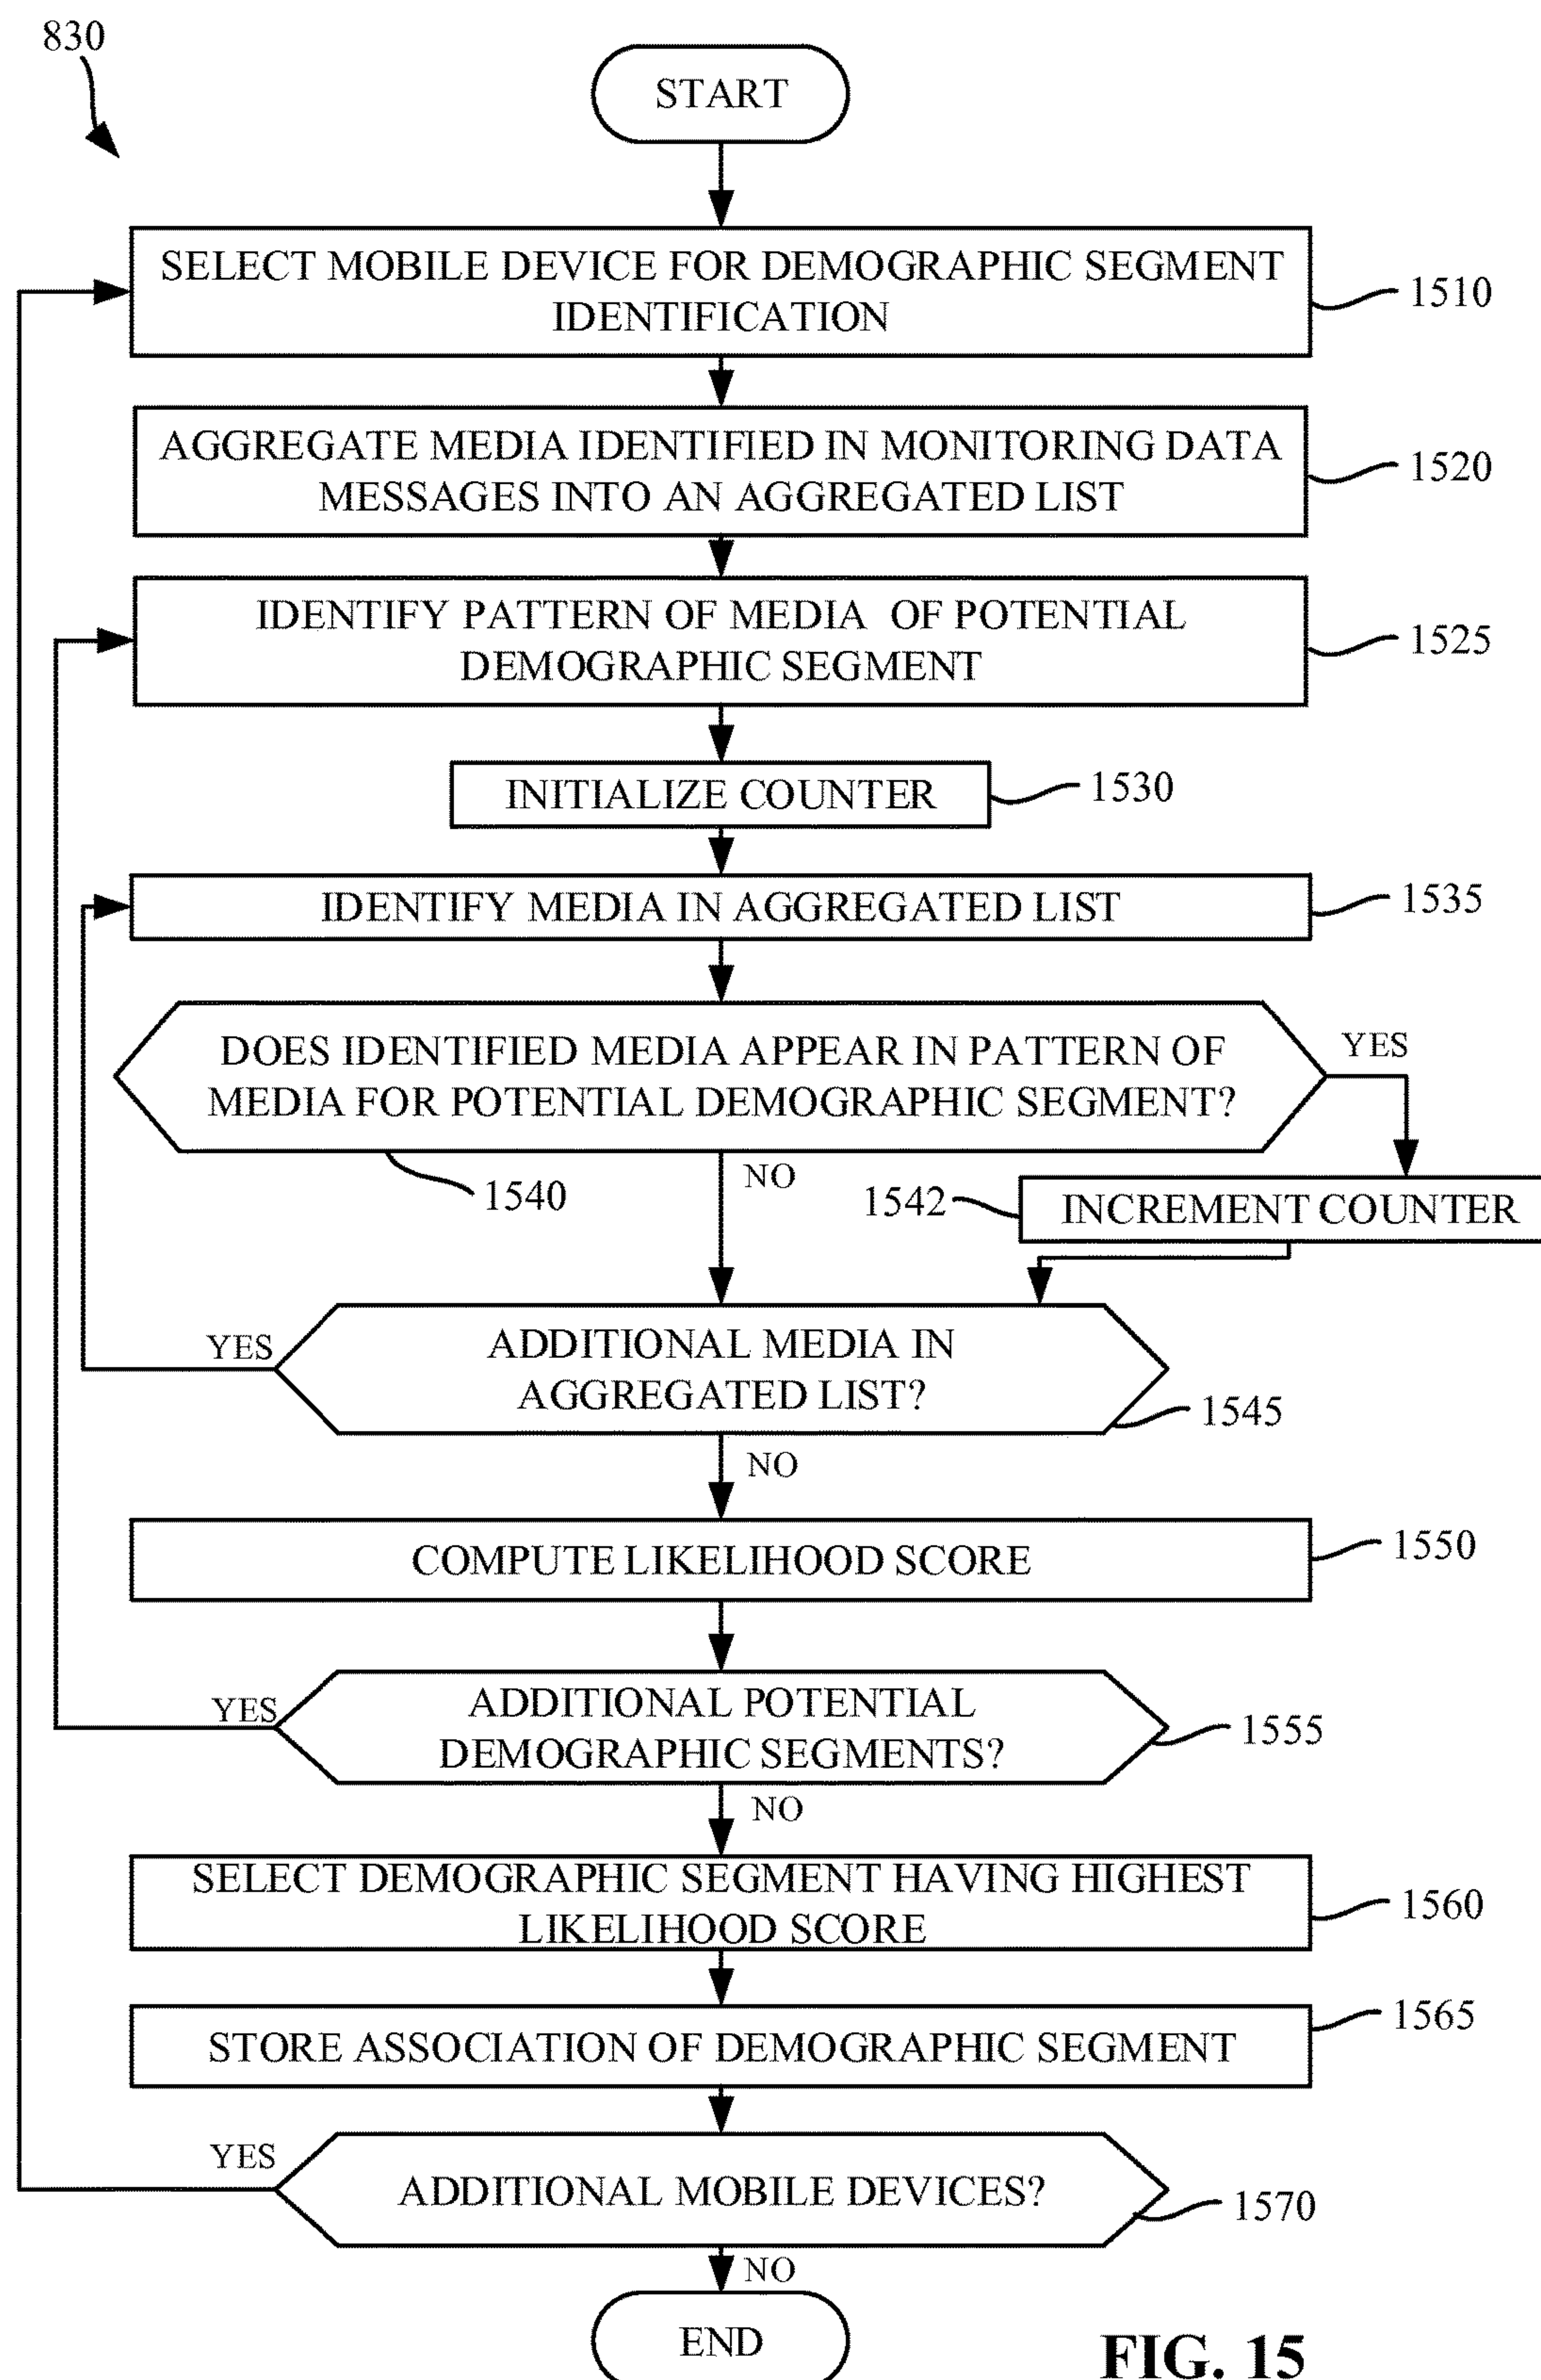 830
START
SELECT MOBILE DEVICE FOR DEMOGRAPHIC SEGMENT
IDENTIFICATION
1510
AGGREGATE MEDIA IDENTIFIED IN MONITORING DATA
MESSAGES INTO AN AGGREGATED LIST
1520
IDENTIFY PATTERN OF MEDIA OF POTENTIAL
DEMOGRAPHIC SEGMENT
1525
INITIALIZE COUNTER
1530
IDENTIFY MEDIA IN AGGREGATED LIST
1535
DOES IDENTIFIED MEDIA APPEAR IN PATTERN OF
MEDIA FOR POTENTIAL DEMOGRAPHIC SEGMENT?
YES
NO
1540
1542
INCREMENT COUNTER
YES
ADDITIONAL MEDIA IN
AGGREGATED LIST?
1545
NO
COMPUTE LIKELIHOOD SCORE
1550
YES
ADDITIONAL POTENTIAL
DEMOGRAPHIC SEGMENTS?
1555
NO
SELECT DEMOGRAPHIC SEGMENT HAVING HIGHEST
LIKELIHOOD SCORE
1560
STORE ASSOCIATION OF DEMOGRAPHIC SEGMENT
1565
YES
ADDITIONAL MOBILE DEVICES?
1570
NO
END
FIG. 15